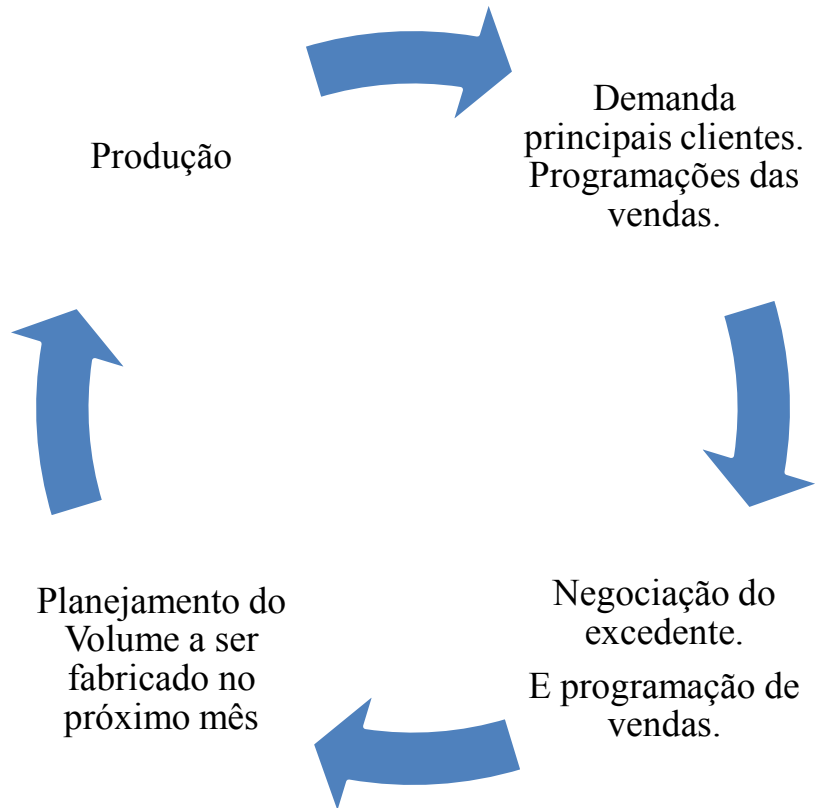 Produção
Demanda
principais clientes.
Programações das
vendas.
Negociação do
excedente.
E programação de
vendas.
Planejamento do
Volume a ser
fabricado no
próximo mês